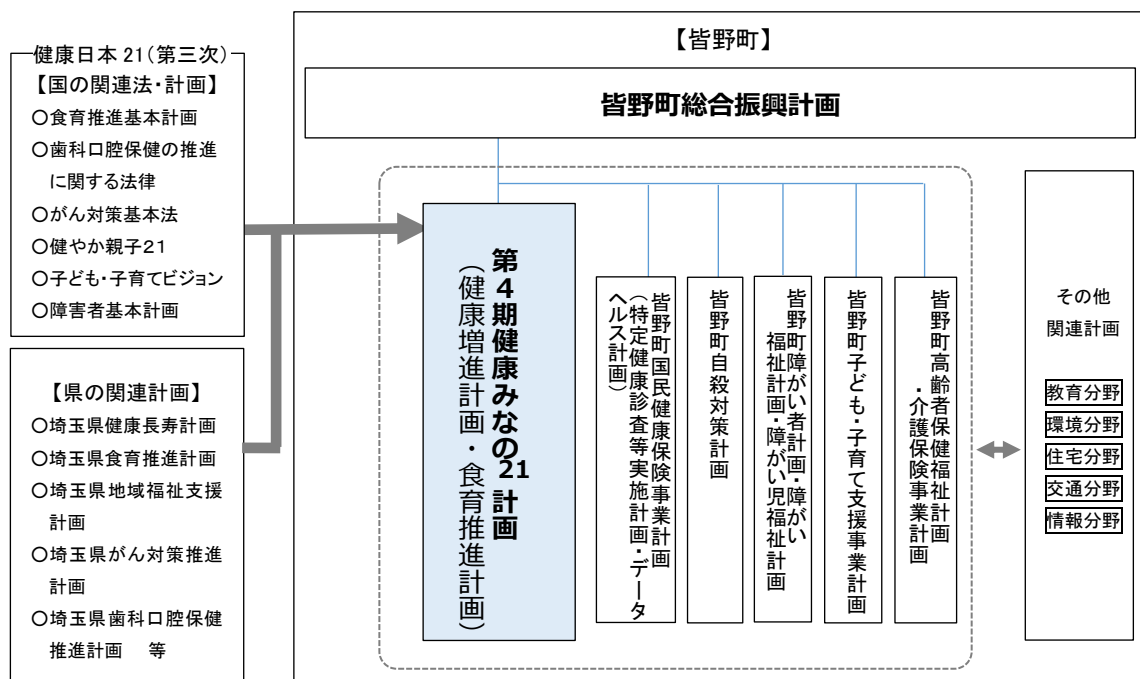 健康日本21(第三次)
【国の関連法・計画】
○食育推進基本計画
○歯科口腔保健の推進
に関する法律
○がん対策基本法
○健やか親子21
○子ども・子育てビジョン
○障害者基本計画
【県の関連計画】
○埼玉県健康長寿計画
○埼玉県食育推進計画
○埼玉県地域福祉支援
計画
○埼玉県がん対策推進
計画
○埼玉県歯科口腔保健
推進計画 等
【皆野町】
皆野町総合振興計画
第4期健康みなの21計画
(健康増進計画・食育推進計画)
皆野町国民健康保険事業計画
(特定健康診査等実施計画・データ
ヘルス計画)
皆野町自殺対策計画
皆野町障がい者計画・障がい
福祉計画・障がい児福祉計画
皆野町子ども・子育て支援事業計画
皆野町高齢者保健福祉計画
・介護保険事業計画
その他
関連計画
教育分野
環境分野
住宅分野
交通分野
情報分野